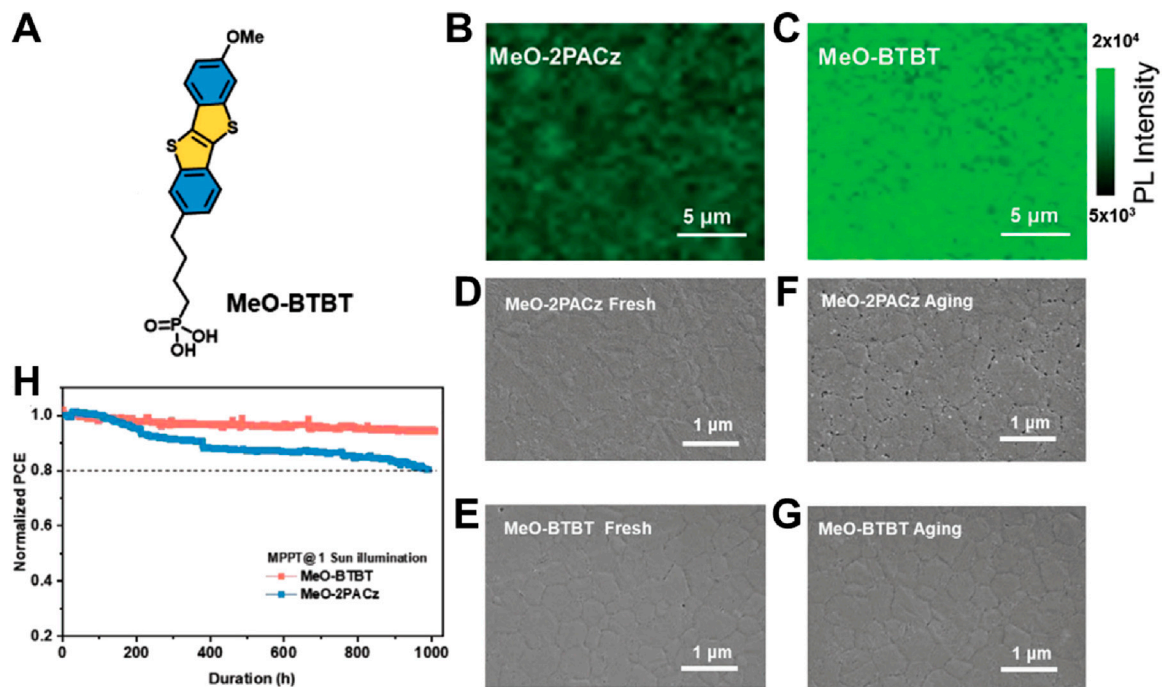 A
OMe
S
S
O=P-OH
OH
MeO-BTBT
B
MeO-2PACz
5 µm
C
MeO-BTBT
5 µm
2x10⁴
PL Intensity
5x10³
D
MeO-2PACz Fresh
1 µm
F
MeO-2PACz Aging
1 µm
E
MeO-BTBT Fresh
1 µm
G
MeO-BTBT Aging
1 µm
H
Normalized PCE
1.0
0.8
0.8
0.4
0.2
MPPT@1 Sun illumination
MeO-BTBT
MeO-2PACz
0
200
400
600
800
1000
Duration (h)